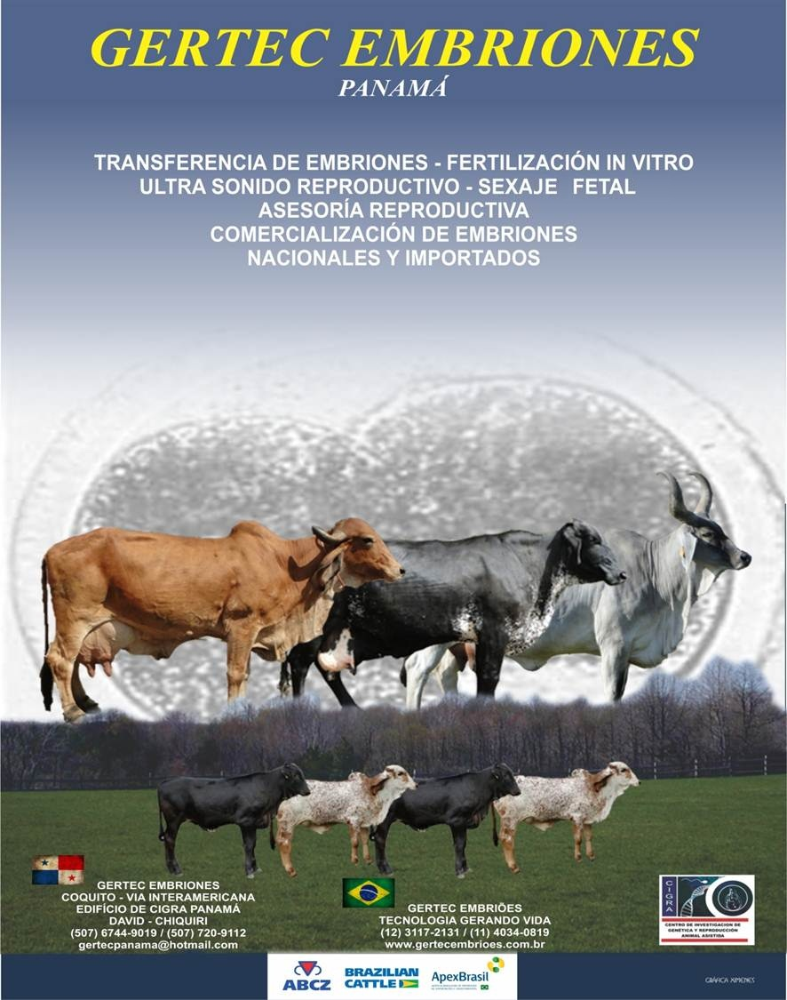 GERTEC EMBRIONES
PANAMÁ
TRANSFERENCIA DE EMBRIONES - FERTILIZACIÓN IN VITRO
ULTRA SONIDO REPRODUCTIVO - SEXAJE FETAL
ASESORÍA REPRODUCTIVA
COMERCIALIZACIÓN DE EMBRIONES
NACIONALES Y IMPORTADOS
GERTEC EMBRIONES
COQUITO - VIA INTERAMERICANA
EDIFÍCIO DE CIGRA PANAMÁ
DAVID - CHIQUIRI
(507) 6744-9019 / (507) 720-9112
gertecpanama@hotmail.com
GERTEC EMBRIÕES
TECNOLOGIA GERANDO VIDA
(12) 3117-2131 / (11) 4034-0819
www.gertecembrioes.com.br
CIGRA
CENTRO DE INVESTIGACION DE
GENÉTICA Y REPRODUCCIÓN
ANIMAL ASISTIDA
ABCZ
BRAZILIAN
CATTLE
ApexBrasil
GRÁFICA XIMENES